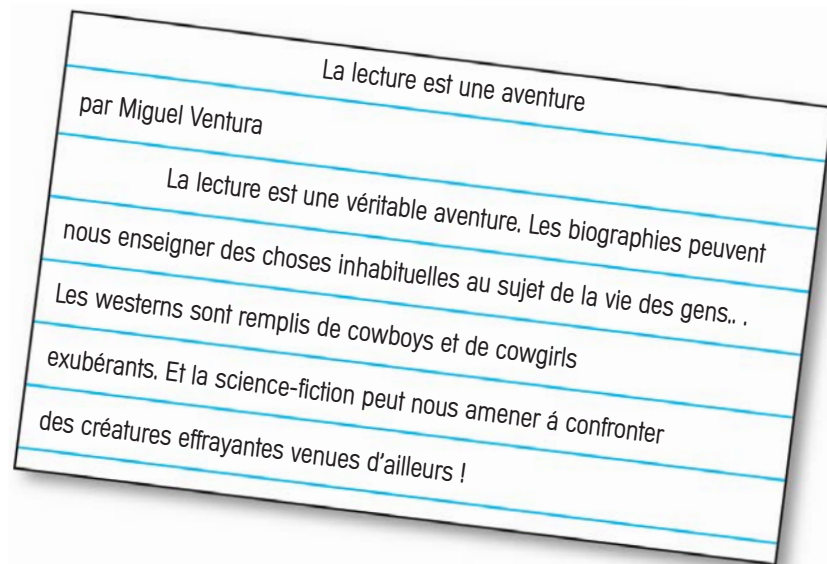 La lecture est une aventure
par Miguel Ventura
La lecture est une véritable aventure. Les biographies peuvent
nous enseigner des choses inhabituelles au sujet de la vie des gens.. .
Les westerns sont remplis de cowboys et de cowgirls
exubérants. Et la science-fiction peut nous amener á confronter
des créatures effrayantes venues d'ailleurs !